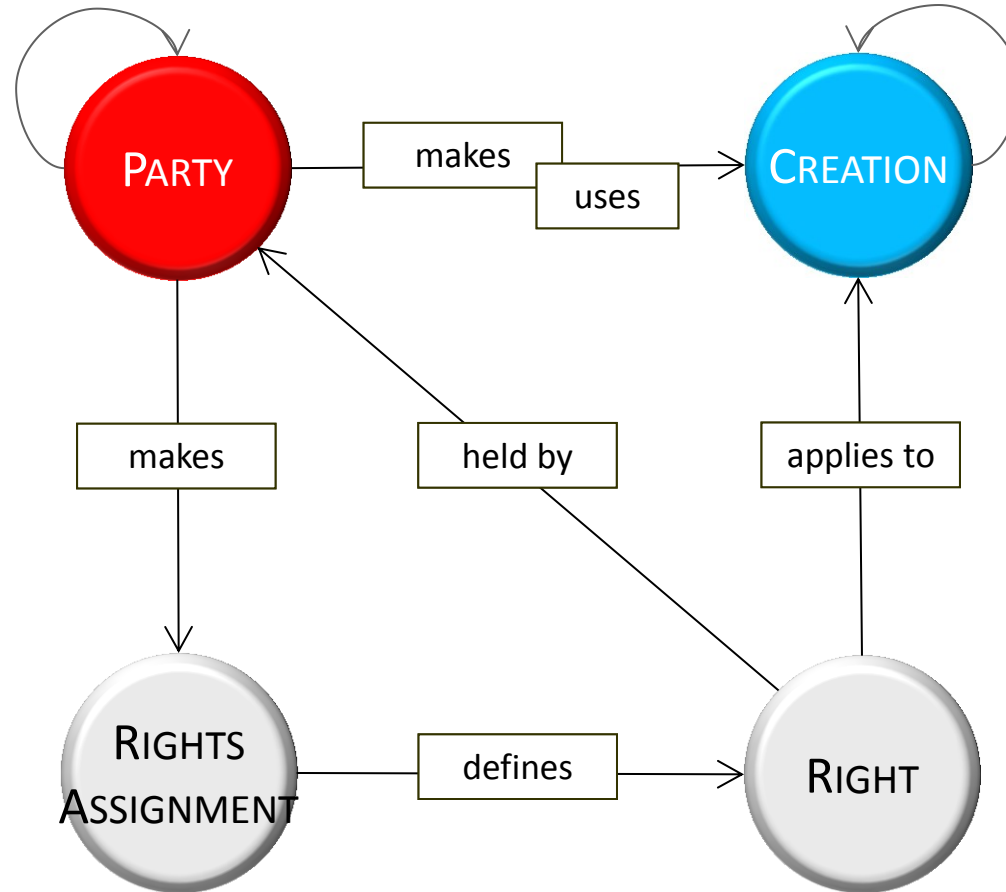 makes
PARTY
CREATION
uses
makes
held by
applies to
RIGHTS
ASSIGNMENT
defines
RIGHT